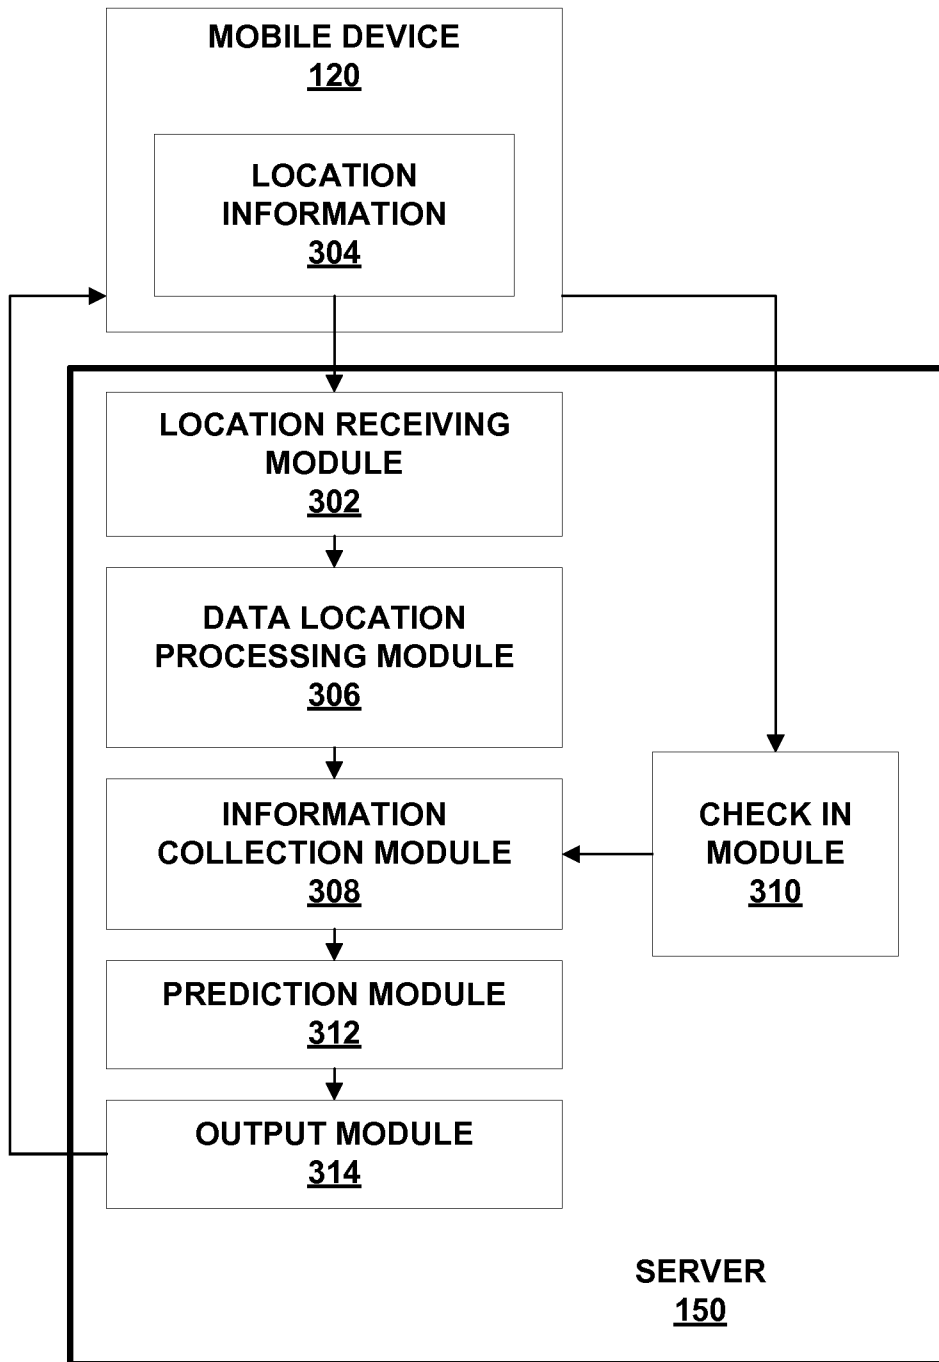 MOBILE DEVICE
120
LOCATION
INFORMATION
304
LOCATION RECEIVING
MODULE
302
DATA LOCATION
PROCESSING MODULE
306
INFORMATION
COLLECTION MODULE
308
CHECK IN
MODULE
310
PREDICTION MODULE
312
OUTPUT MODULE
314
SERVER
150